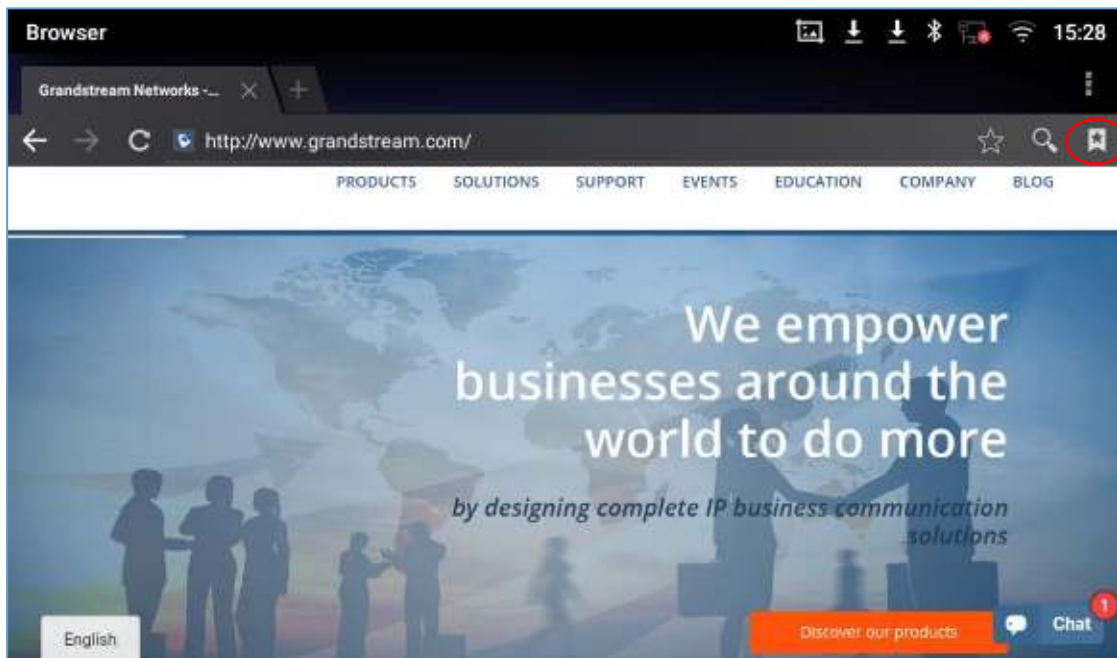 Browser
15:28
Grandstream Networks -...
http://www.grandstream.com/
PRODUCTS SOLUTIONS SUPPORT EVENTS EDUCATION COMPANY BLOG
We empower
businesses around the
world to do more
by designing complete IP business communication
solutions
English
Discover our products
Chat
1